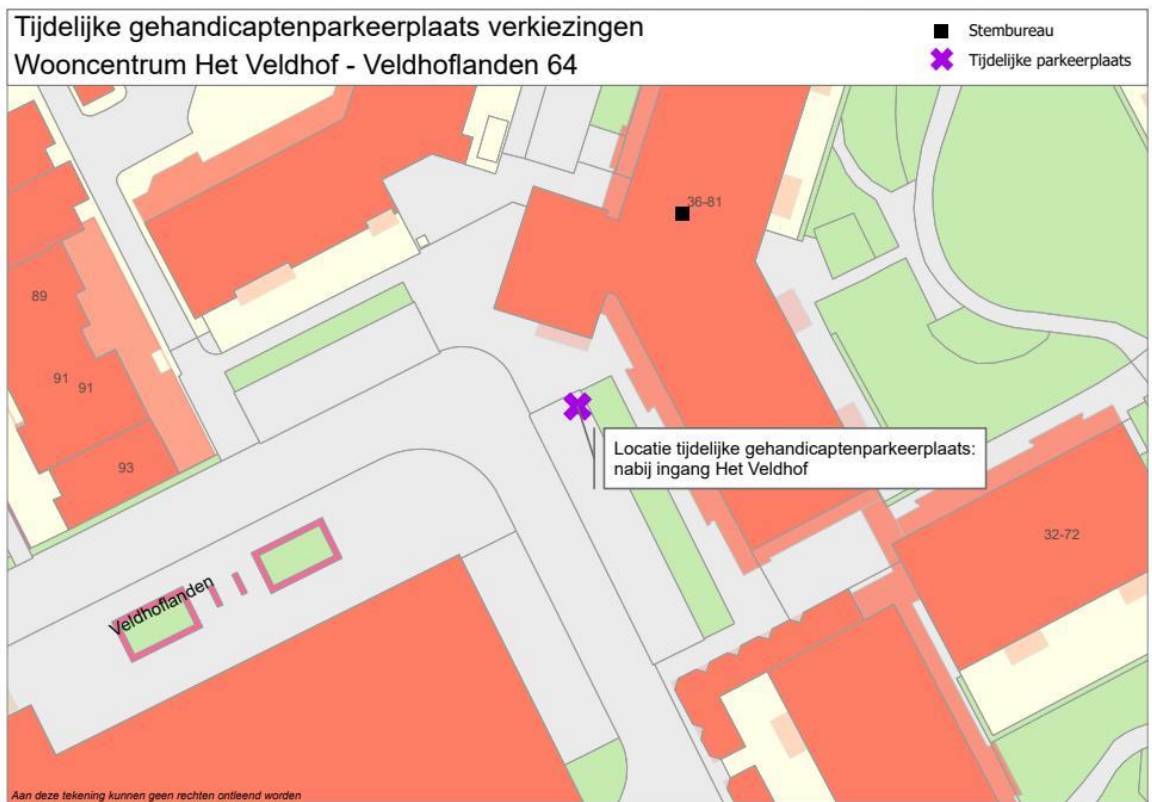 Tijdelijke gehandicaptenparkeerplaats verkiezingen
Wooncentrum Het Veldhof - Veldhoflanden 64
Stembureau
Tijdelijke parkeerplaats
36-81
89
91
91
93
Locatie tijdelijke gehandicaptenparkeerplaats:
nabij ingang Het Veldhof
32-72
Veldhoflanden
Aan deze tekening kunnen geen rechten ontleend worden